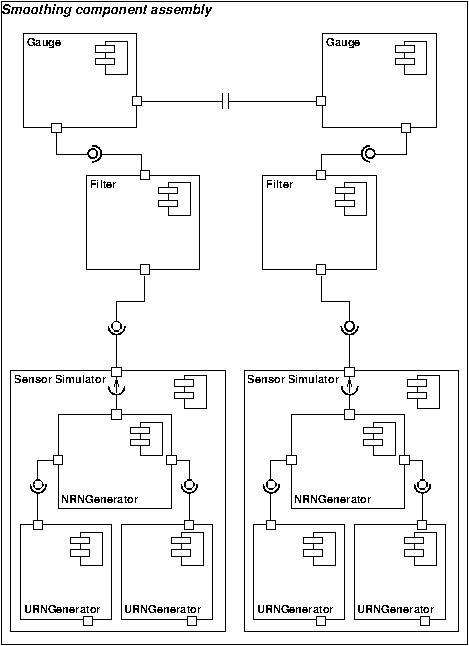 Smoothing component assembly
Gauge
Gauge
Filter
Filter
Sensor Simulator
Sensor Simulator
NRNGenerator
NRNGenerator
URNGenerator
URNGenerator
URNGenerator
URNGenerator